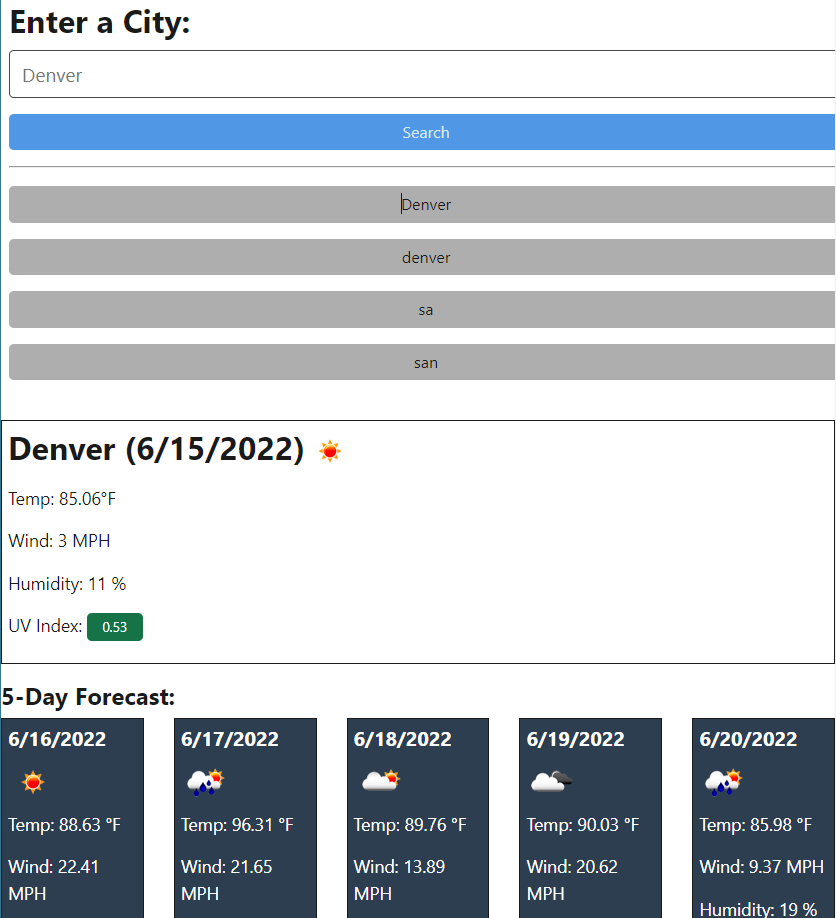 Enter a City:
Denver
Search
Denver
denver
sa
san
Denver (6/15/2022)
Temp: 85.06°F
Wind: 3 MPH
Humidity: 11 %
UV Index: 0.53
5-Day Forecast:
6/16/2022
Temp: 88.63 °F
Wind: 22.41
MPH
6/17/2022
Temp: 96.31 °F
Wind: 21.65
MPH
6/18/2022
Temp: 89.76 °F
Wind: 13.89
MPH
6/19/2022
Temp: 90.03 °F
Wind: 20.62
MPH
6/20/2022
Temp: 85.98 °F
Wind: 9.37 MPH
Humidity: 19 %